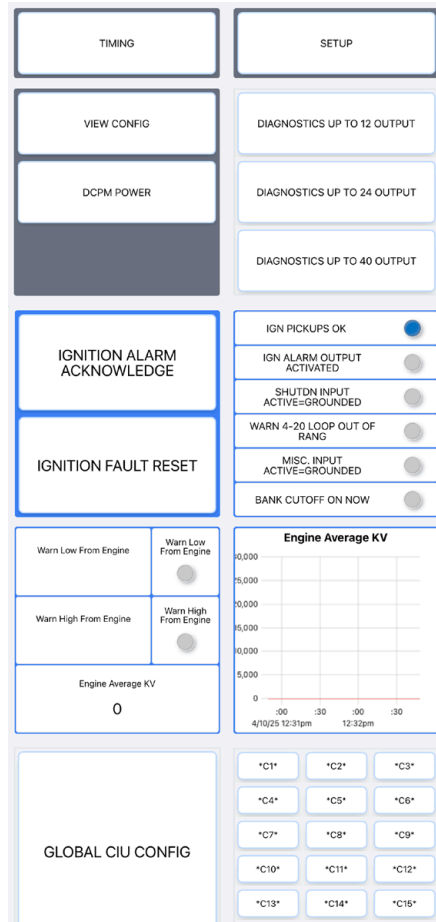 TIMING
SETUP
VIEW CONFIG
DCPM POWER
DIAGNOSTICS UP TO 12 OUTPUT
DIAGNOSTICS UP TO 24 OUTPUT
DIAGNOSTICS UP TO 40 OUTPUT
IGNITION ALARM
ACKNOWLEDGE
IGNITION FAULT RESET
IGN PICKUPS OK
IGN ALARM OUTPUT
ACTIVATED
SHUTDN INPUT
ACTIVE=GROUNDED
WARN 4-20 LOOP OUT OF
RANG
MISC. INPUT
ACTIVE=GROUNDED
BANK CUTOFF ON NOW
Warn Low From Engine
Warn Low
From Engine
Warn High From Engine
Warn High
From Engine
Engine Average KV
0
Engine Average KV
0,000
5,000
0,000
5,000
0,000
5,000
0
:00 :30 :00 :30
4/10/25 12:31pm 12:32pm
GLOBAL CIU CONFIG
*C1* *C2* *C3*
*C4* *C5* *C6*
*C7* *C8* *C9*
*C10* *C11* *C12*
*C13* *C14* *C15*